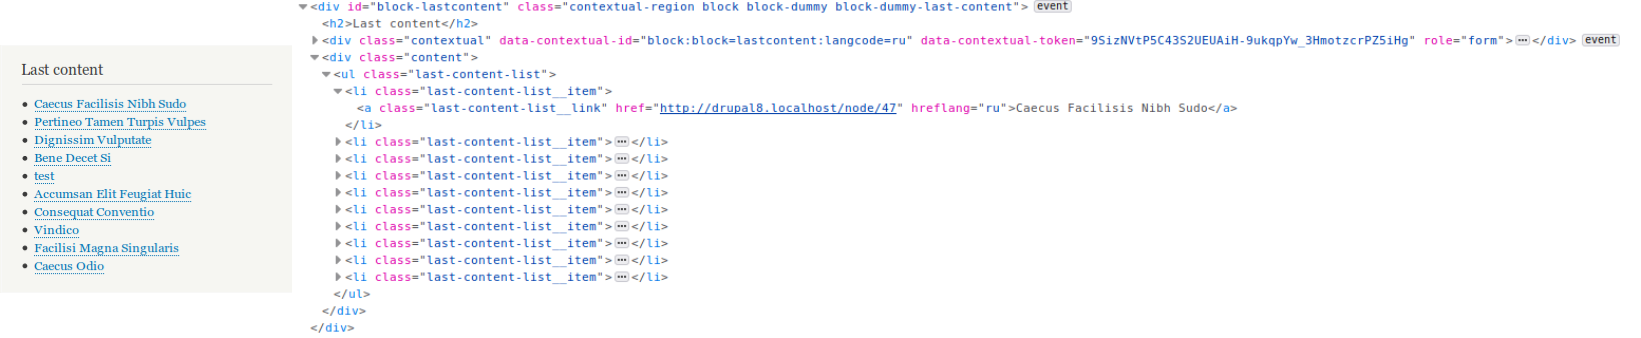 Last content
Caecus Facilisis Nibh Sudo
Pertineo Tamen Turpis Vulpes
Dignissim Vulputate
Bene Decet Si
test
Accumsan Elit Feugiat Huic
Consequat Conventio
Vindico
Facilisi Magna Singularis
Caecus Odio
<div id="block-lastcontent" class="contextual-region block block-dummy block-dummy-last-content"> event
<h2>Last content</h2>
<div class="contextual" data-contextual-id="block:block=lastcontent:langcode=ru" data-contextual-token="9SizNVtP5C43S2UEUAiH-9ukqpYw_3HmotzcrPZ5iHg" role="form">…</div> event
<div class="content">
<ul class="last-content-list">
<li class="last-content-list__item">
<a class="last-content-list__link" href="http://drupal8.localhost/node/47" hreflang="ru">Caecus Facilisis Nibh Sudo</a>
</li>
<li class="last-content-list__item">…</li>
<li class="last-content-list__item">…</li>
<li class="last-content-list__item">…</li>
<li class="last-content-list__item">…</li>
<li class="last-content-list__item">…</li>
<li class="last-content-list__item">…</li>
<li class="last-content-list__item">…</li>
<li class="last-content-list__item">…</li>
<li class="last-content-list__item">…</li>
</ul>
</div>
</div>